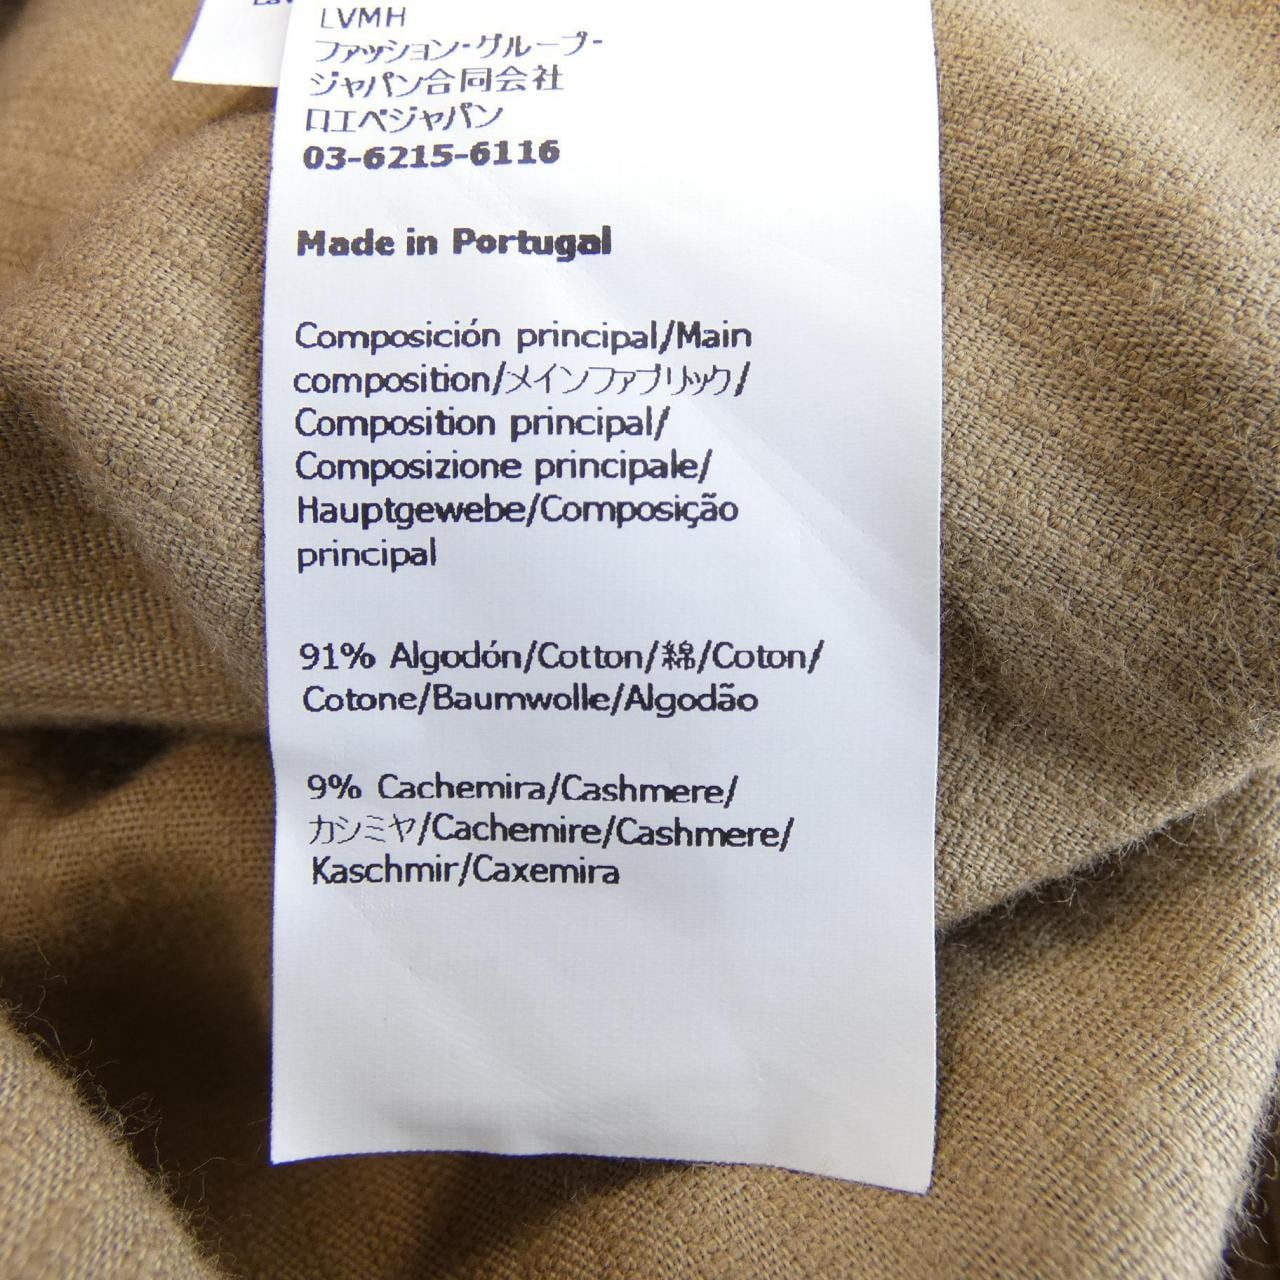 LVMH
ファッション・グループ・
ジャパン合同会社
ロエベジャパン
03-6215-6116
Made in Portugal
Composición principal/Main
composition/メインファブリック/
Composition principal/
Composizione principale/
Hauptgewebe/Composição
principal
91% Algodón/Cotton/綿/Coton/
Cotone/Baumwolle/Algodão
9% Cachemira/Cashmere/
カシミヤ/Cachemire/Cashmere/
Kaschmir/Caxemira